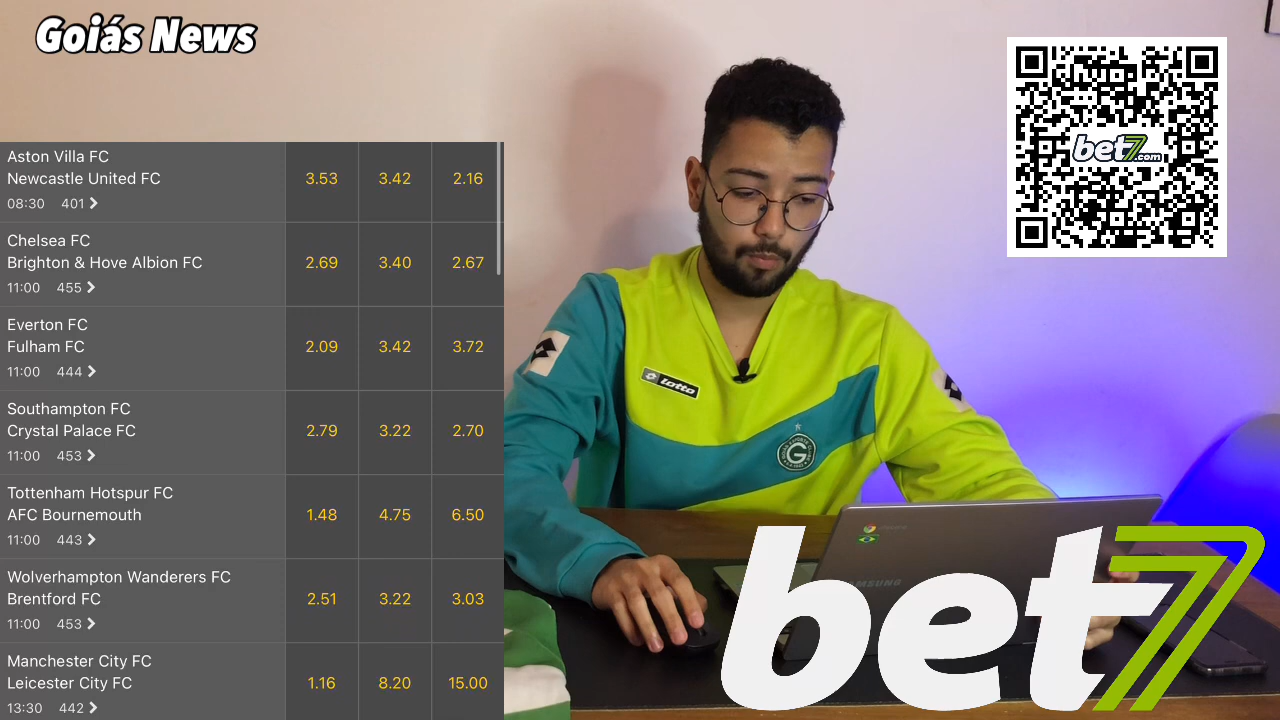 Goiás News
Aston Villa FC
Newcastle United FC
3.53 3.42 2.16
08:30 401
Chelsea FC
Brighton & Hove Albion FC
2.69 3.40 2.67
11:00 455
Everton FC
Fulham FC
2.09 3.42 3.72
11:00 444
Southampton FC
Crystal Palace FC
2.79 3.22 2.70
11:00 453
Tottenham Hotspur FC
AFC Bournemouth
1.48 4.75 6.50
11:00 443
Wolverhampton Wanderers FC
Brentford FC
2.51 3.22 3.03
11:00 453
Manchester City FC
Leicester City FC
1.16 8.20 15.00
13:30 442
bet7.com
lotto
G
SAMSUNG
bet7